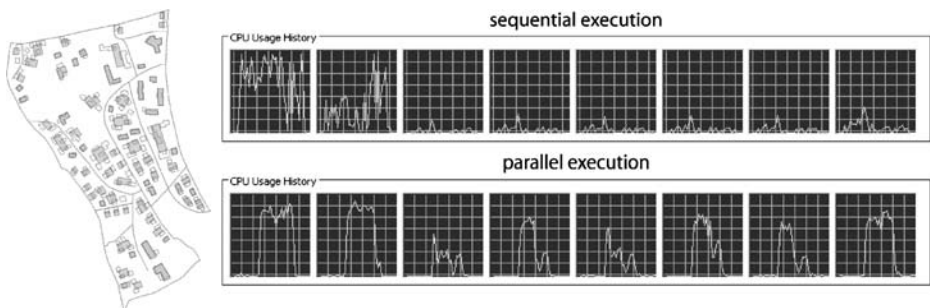 sequential execution
CPU Usage History
parallel execution
CPU Usage History